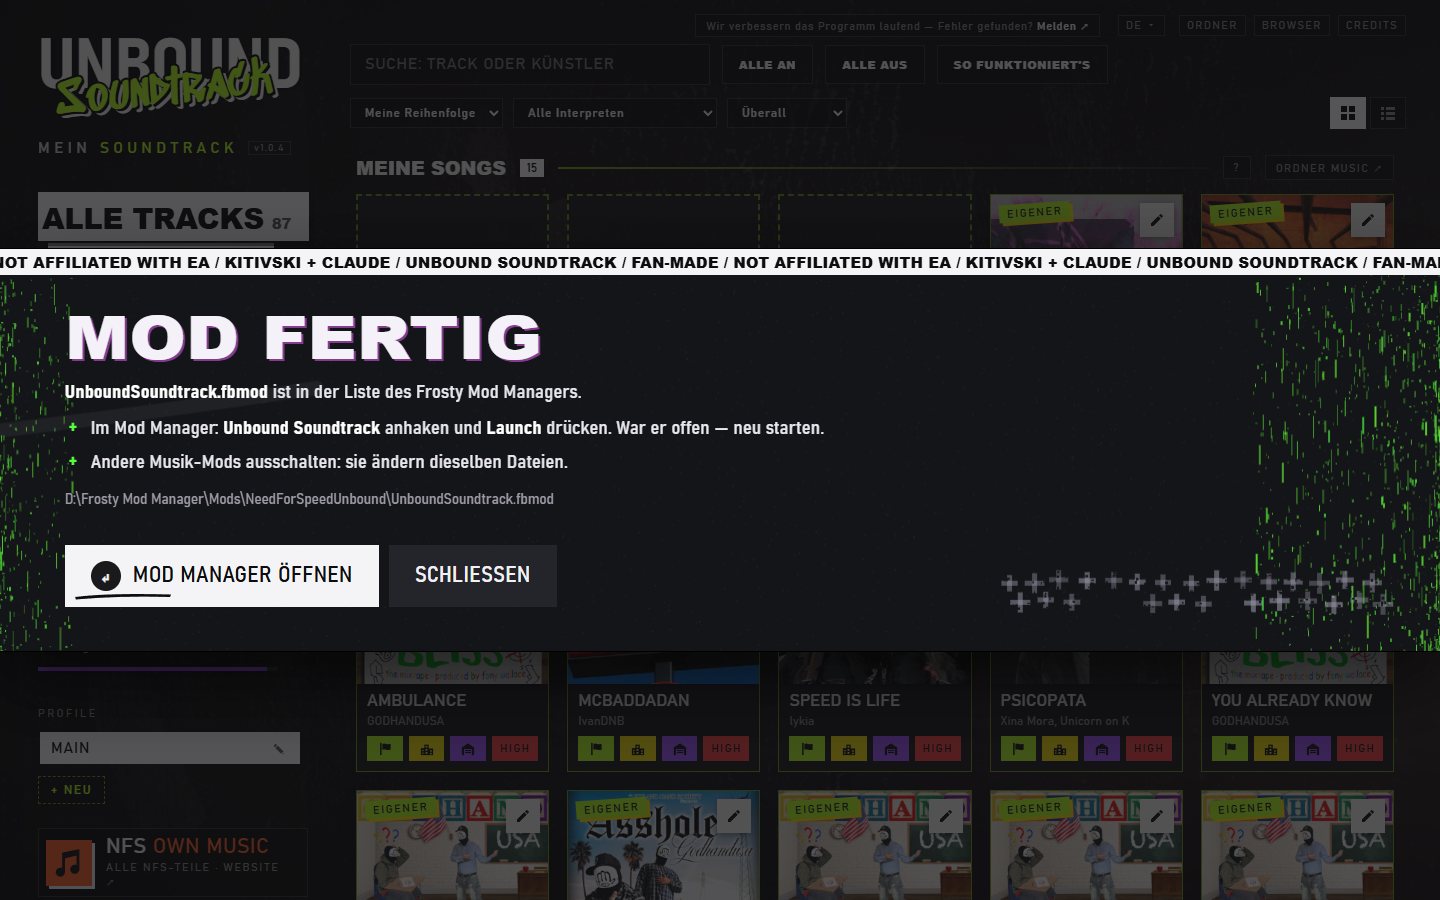 Wir verbessern das Programm laufend — Fehler gefunden? Melden ↗
DE
ORDNER
BROWSER
CREDITS
UNBOUND
SOUNDTRACK
SUCHE: TRACK ODER KÜNSTLER
ALLE AN
ALLE AUS
SO FUNKTIONIERT'S
Meine Reihenfolge
Alle Interpreten
Überall
MEIN SOUNDTRACK v1.0.4
MEINE SONGS 15
?
ORDNER MUSIC ↗
ALLE TRACKS 87
EIGENER
EIGENER
NOT AFFILIATED WITH EA / KITIVSKI + CLAUDE / UNBOUND SOUNDTRACK / FAN-MADE / NOT AFFILIATED WITH EA / KITIVSKI + CLAUDE / UNBOUND SOUNDTRACK / FAN-MA
MOD FERTIG
UnboundSoundtrack.fbmod ist in der Liste des Frosty Mod Managers.
+ Im Mod Manager: Unbound Soundtrack anhaken und Launch drücken. War er offen — neu starten.
+ Andere Musik-Mods ausschalten: sie ändern dieselben Dateien.
D:\Frosty Mod Manager\Mods\NeedForSpeedUnbound\UnboundSoundtrack.fbmod
MOD MANAGER ÖFFNEN
SCHLIESSEN
AMBULANCE
GODHANDUSA
HIGH
MCBADDADAN
IvanDNB
HIGH
SPEED IS LIFE
lykia
HIGH
PSICOPATA
Xina Mora, Unicorn on K
HIGH
YOU ALREADY KNOW
GODHANDUSA
HIGH
PROFILE
MAIN
+ NEU
NFS OWN MUSIC
ALLE NFS-TEILE · WEBSITE
↗
EIGENER
USA
EIGENER
Asshole
Godhandusa
EIGENER
USA
EIGENER
USA
EIGENER
USA